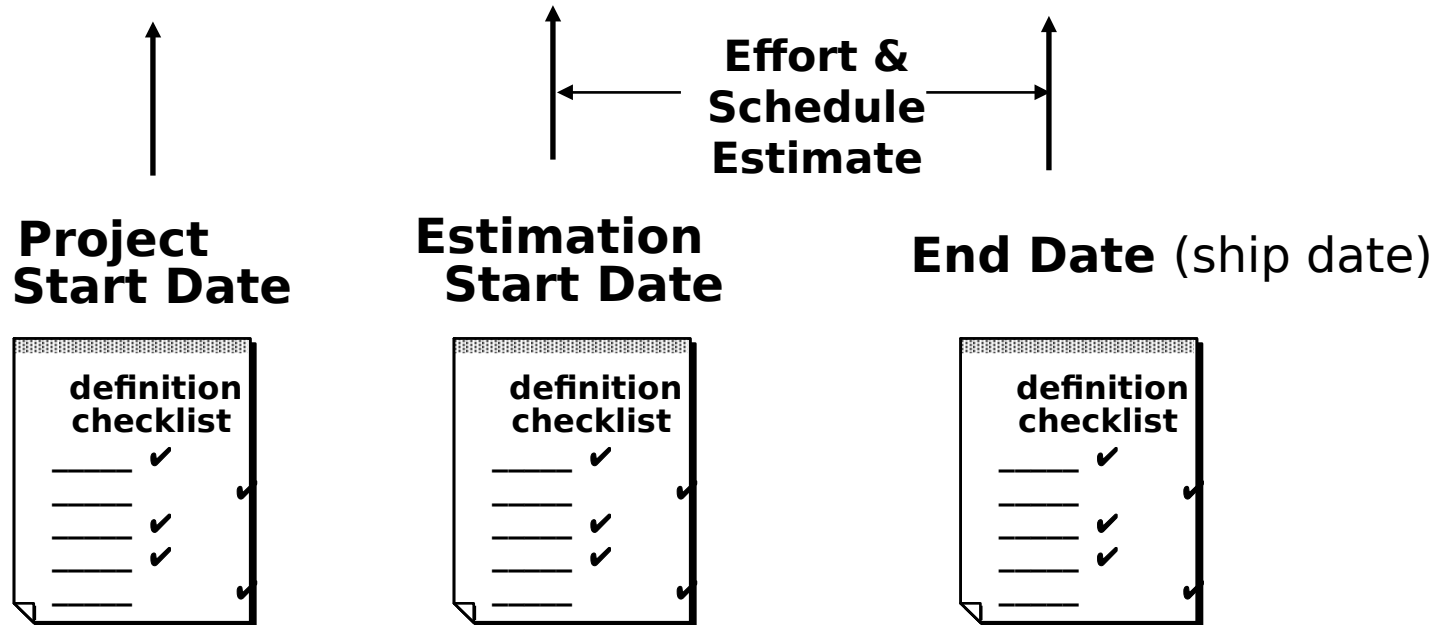 Effort &
Schedule
Estimate
Project
Start Date
Estimation
Start Date
End Date (ship date)
definition
checklist
definition
checklist
definition
checklist